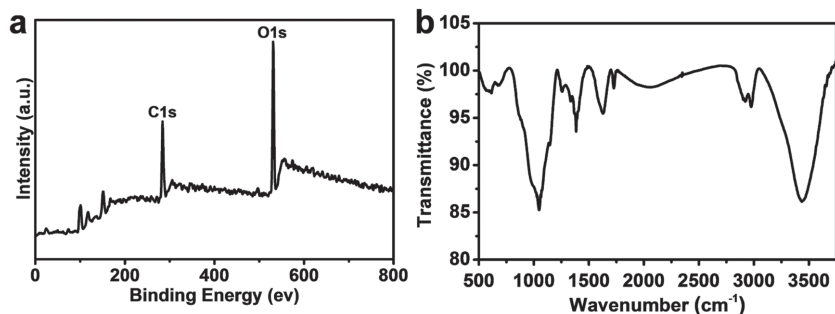 a
O1s
C1s
Intensity (a.u.)
0 200 400 600 800
Binding Energy (ev)
b
105
100
95
90
85
80
Transmittance (%)
500 1000 1500 2000 2500 3000 3500
Wavenumber (cm⁻¹)